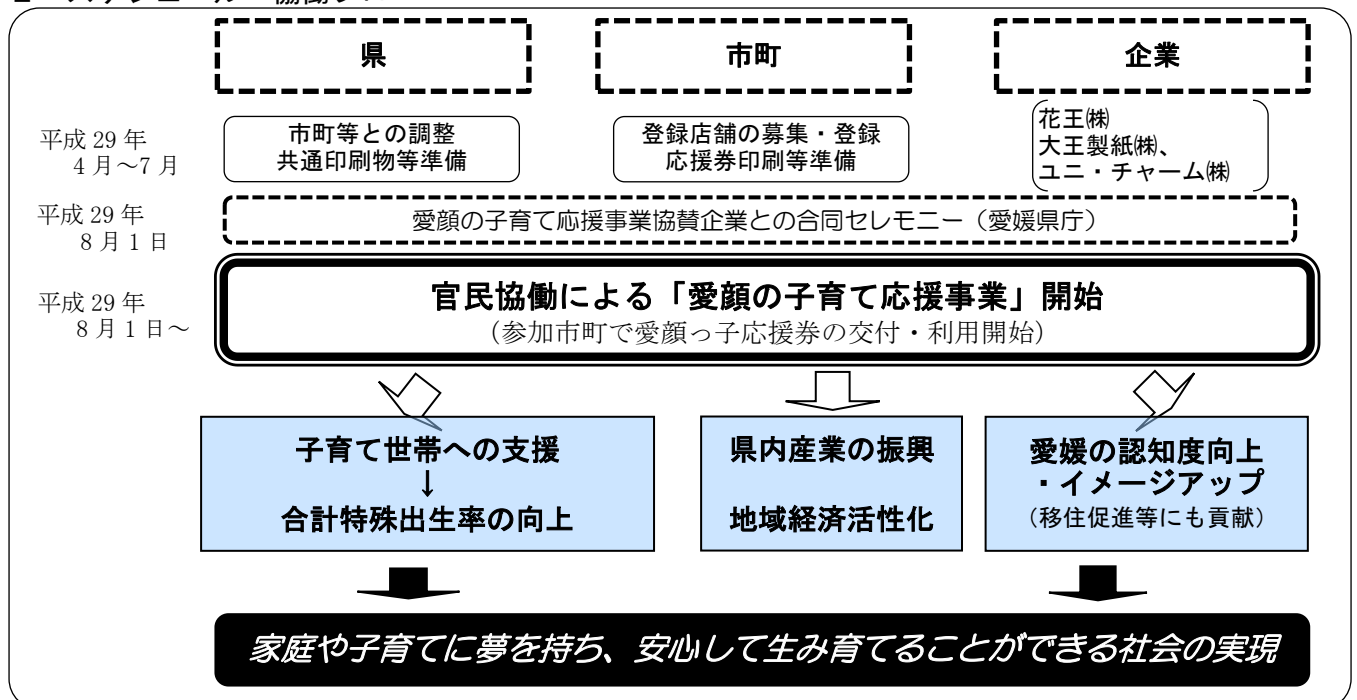 県
市町
企業
平成 29 年
4 月～7 月
市町等との調整
共通印刷物等準備
登録店舗の募集・登録
応援券印刷等準備
花王㈱
大王製紙㈱、
ユニ・チャーム㈱
平成 29 年
8 月 1 日
愛顔の子育て応援事業協賛企業との合同セレモニー（愛媛県庁）
平成 29 年
8 月 1 日～
官民協働による「愛顔の子育て応援事業」開始
（参加市町で愛顔っ子応援券の交付・利用開始）
子育て世帯への支援
↓
合計特殊出生率の向上
県内産業の振興
地域経済活性化
愛媛の認知度向上
・イメージアップ
（移住促進等にも貢献）
家庭や子育てに夢を持ち、安心して生み育てることができる社会の実現